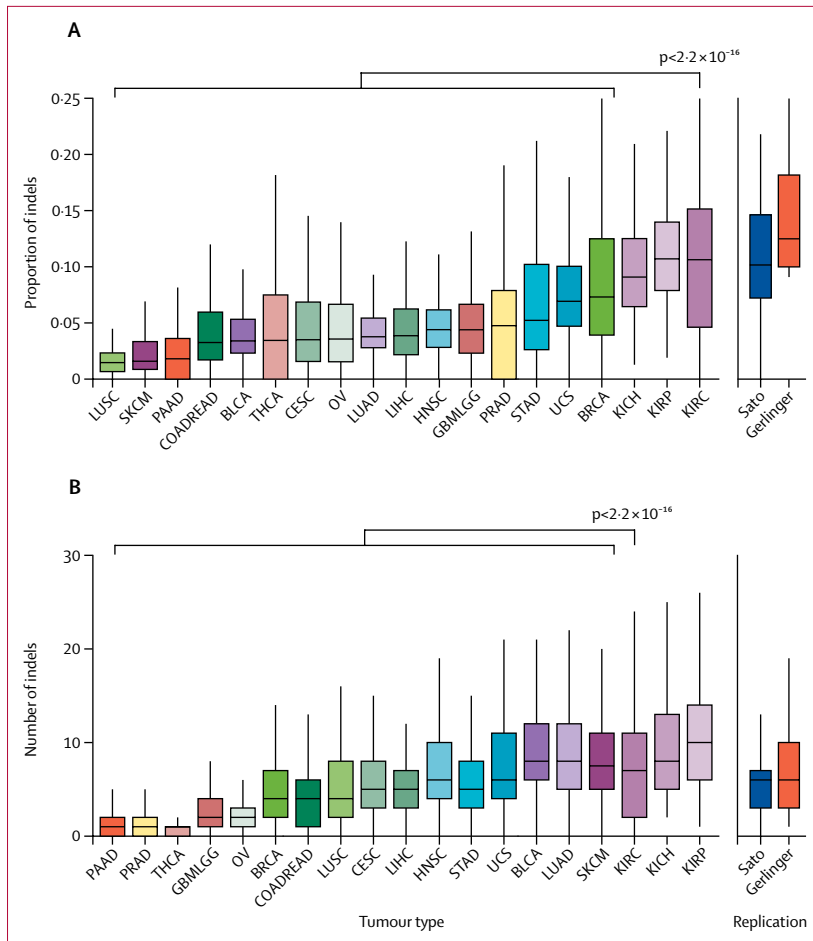 A
p<2·2×10⁻¹⁶
0·25
0·20
0·15
0·10
0·05
0
Proportion of indels
LUSC
SKCM
PAAD
COADREAD
BLCA
THCA
CESC
OV
LUAD
LIHC
HNSC
GBMLGG
PRAD
STAD
UCS
BRCA
KICH
KIRP
KIRC
Sato
Gerlinger
B
p<2·2×10⁻¹⁶
30
20
10
0
Number of indels
PAAD
PRAD
THCA
GBMLGG
OV
BRCA
COADREAD
LUSC
CESC
LIHC
HNSC
STAD
UCS
BLCA
LUAD
SKCM
KIRC
KICH
KIRP
Sato
Gerlinger
Tumour type
Replication